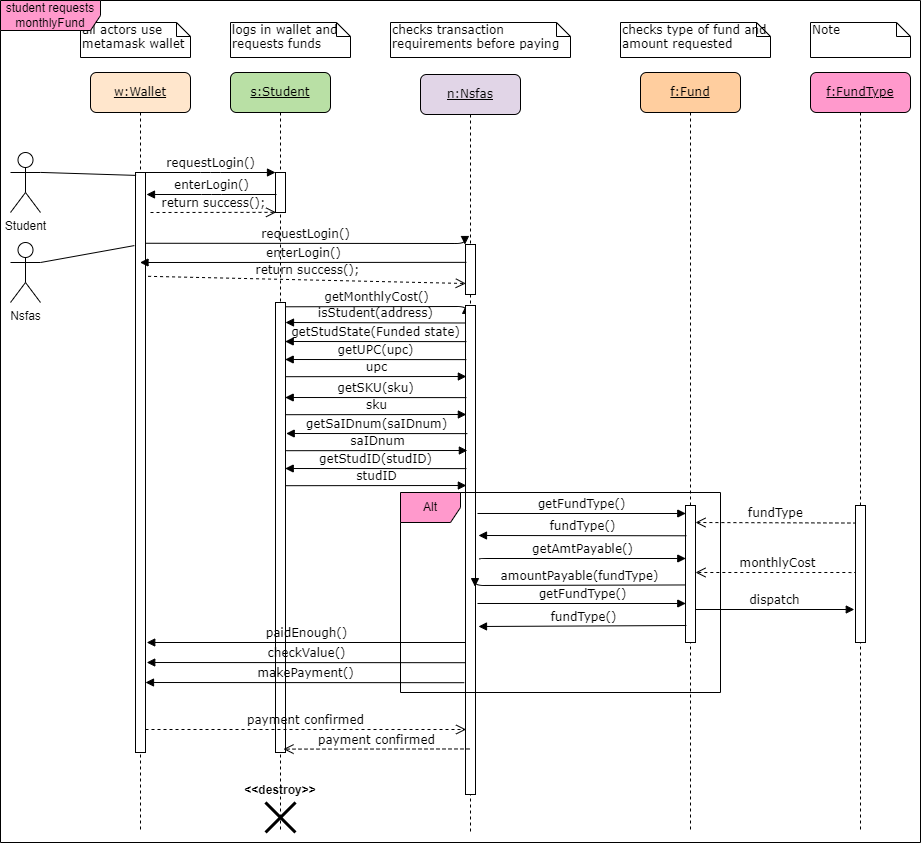 student requests
monthlyFund
all actors use
metamask wallet
logs in wallet and
requests funds
checks transaction
requirements before paying
checks type of fund and
amount requested
Note
w:Wallet
s:Student
n:Nsfas
f:Fund
f:FundType
requestLogin()
enterLogin()
return success();
Student
requestLogin()
enterLogin()
return success();
Nsfas
getMonthlyCost()
isStudent(address)
getStudState(Funded state)
getUPC(upc)
upc
getSKU(sku)
sku
getSaIDnum(saIDnum)
saIDnum
getStudID(studID)
studID
Alt
getFundType()
fundType
fundType()
getAmtPayable()
monthlyCost
amountPayable(fundType)
getFundType()
dispatch
fundType()
paidEnough()
checkValue()
makePayment()
payment confirmed
payment confirmed
<<destroy>>